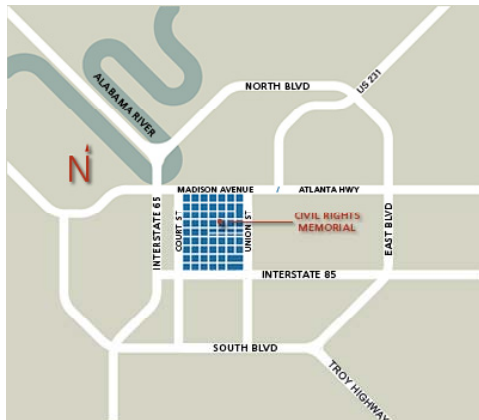 NORTH BLVD
US 231
ALABAMA RIVER
N
MADISON AVENUE / ATLANTA HWY
INTERSTATE 65
COURT ST
UNION ST
CIVIL RIGHTS
MEMORIAL
EAST BLVD
INTERSTATE 85
SOUTH BLVD
TROY HIGHWAY